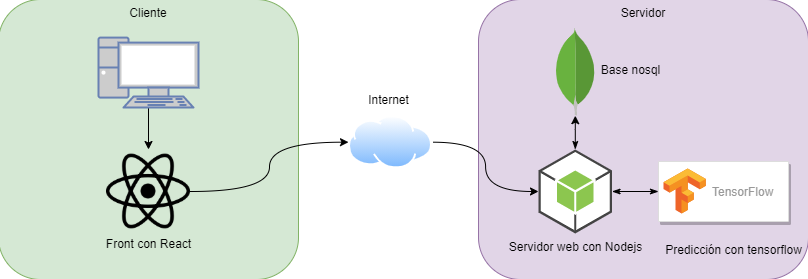 Cliente
Servidor
Base nosql
Internet
TensorFlow
Front con React
Servidor web con Nodejs
Predicción con tensorflow